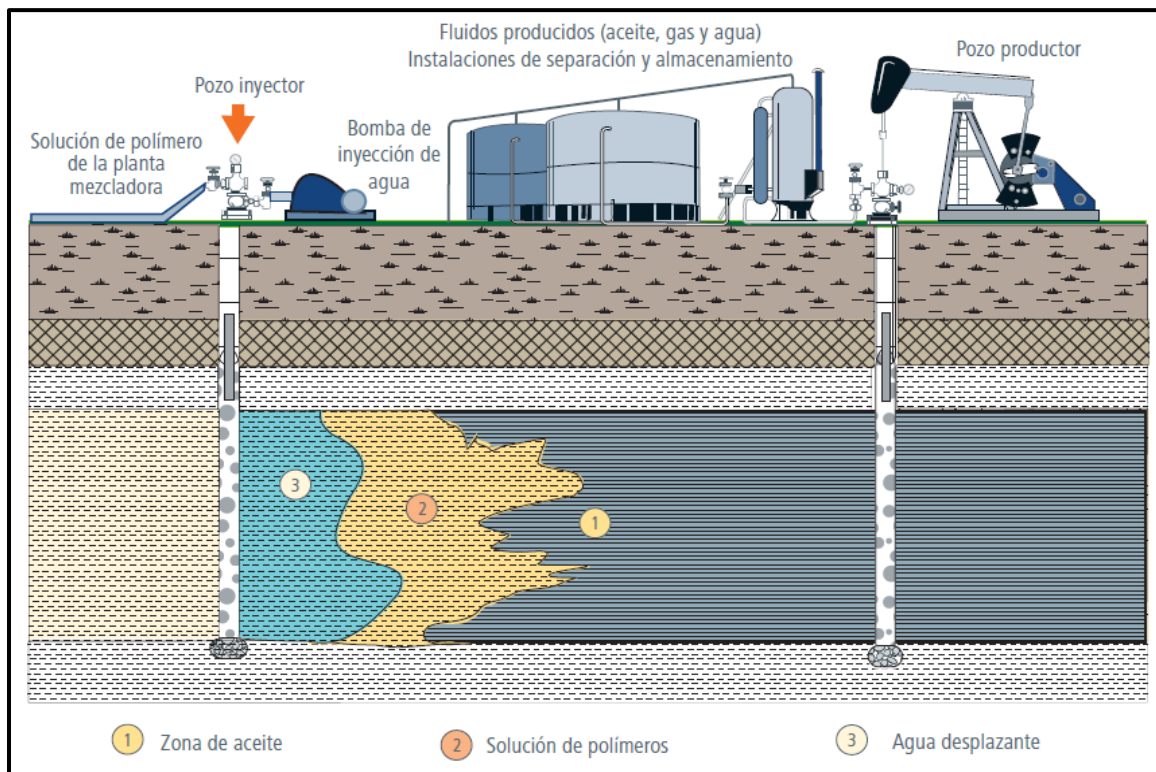 Fluidos producidos (aceite, gas y agua)
Instalaciones de separación y almacenamiento
Pozo productor
Pozo inyector
Solución de polímero
de la planta
mezcladora
Bomba de
inyección de
agua
3
2
1
1 Zona de aceite
2 Solución de polímeros
3 Agua desplazante